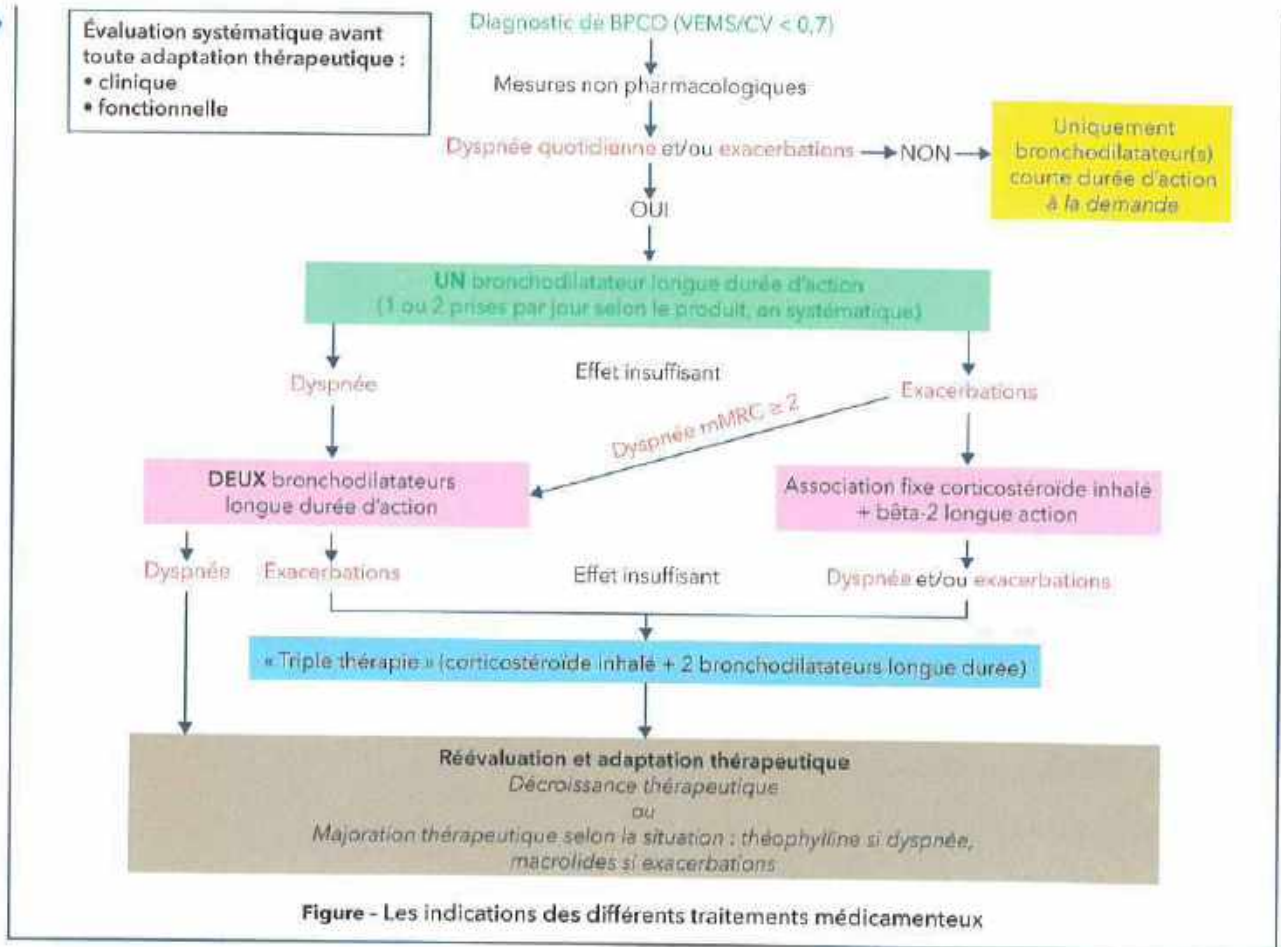 Évaluation systématique avant
toute adaptation thérapeutique :
• clinique
• fonctionnelle
Diagnostic de BPCO (VEMS/CV < 0,7)
Mesures non pharmacologiques
Dyspnée quotidienne et/ou exacerbations
NON
Uniquement
bronchodilatateur(s)
courte durée d'action
à la demande
OUI
UN bronchodilatateur longue durée d'action
(1 ou 2 prises par jour selon le produit, en systématique)
Dyspnée
Effet insuffisant
Exacerbations
Dyspnée mMRC ≥ 2
DEUX bronchodilatateurs
longue durée d'action
Association fixe corticostéroïde inhalé
+ bêta-2 longue action
Dyspnée
Exacerbations
Effet insuffisant
Dyspnée et/ou exacerbations
« Triple thérapie » (corticostéroïde inhalé + 2 bronchodilatateurs longue durée)
Réévaluation et adaptation thérapeutique
Décroissance thérapeutique
ou
Majoration thérapeutique selon la situation : théophylline si dyspnée,
macrolides si exacerbations
Figure - Les indications des différents traitements médicamenteux